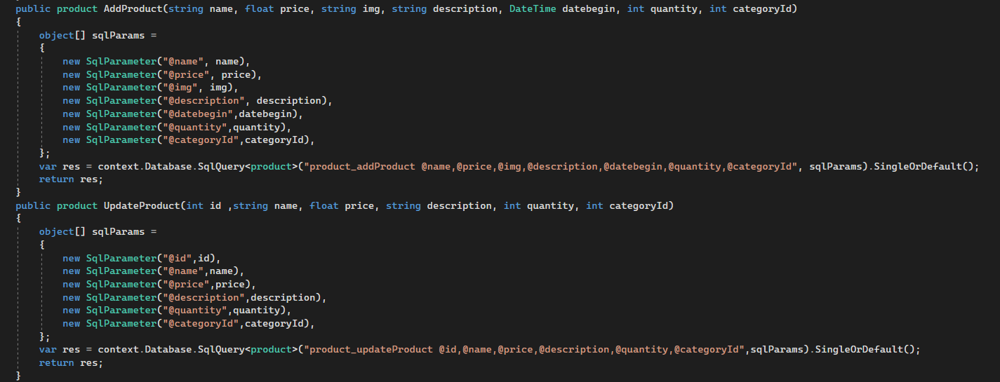 public product AddProduct(string name, float price, string img, string description, DateTime datebegin, int quantity, int categoryId)
{
    object[] sqlParams =
    {
        new SqlParameter("@name", name),
        new SqlParameter("@price", price),
        new SqlParameter("@img", img),
        new SqlParameter("@description", description),
        new SqlParameter("@datebegin",datebegin),
        new SqlParameter("@quantity",quantity),
        new SqlParameter("@categoryId",categoryId),
    };
    var res = context.Database.SqlQuery<product>("product_addProduct @name,@price,@img,@description,@datebegin,@quantity,@categoryId", sqlParams).SingleOrDefault();
    return res;
}
public product UpdateProduct(int id ,string name, float price, string description, int quantity, int categoryId)
{
    object[] sqlParams =
    {
        new SqlParameter("@id",id),
        new SqlParameter("@name",name),
        new SqlParameter("@price",price),
        new SqlParameter("@description",description),
        new SqlParameter("@quantity",quantity),
        new SqlParameter("@categoryId",categoryId),
    };
    var res = context.Database.SqlQuery<product>("product_updateProduct @id,@name,@price,@description,@quantity,@categoryId",sqlParams).SingleOrDefault();
    return res;
}